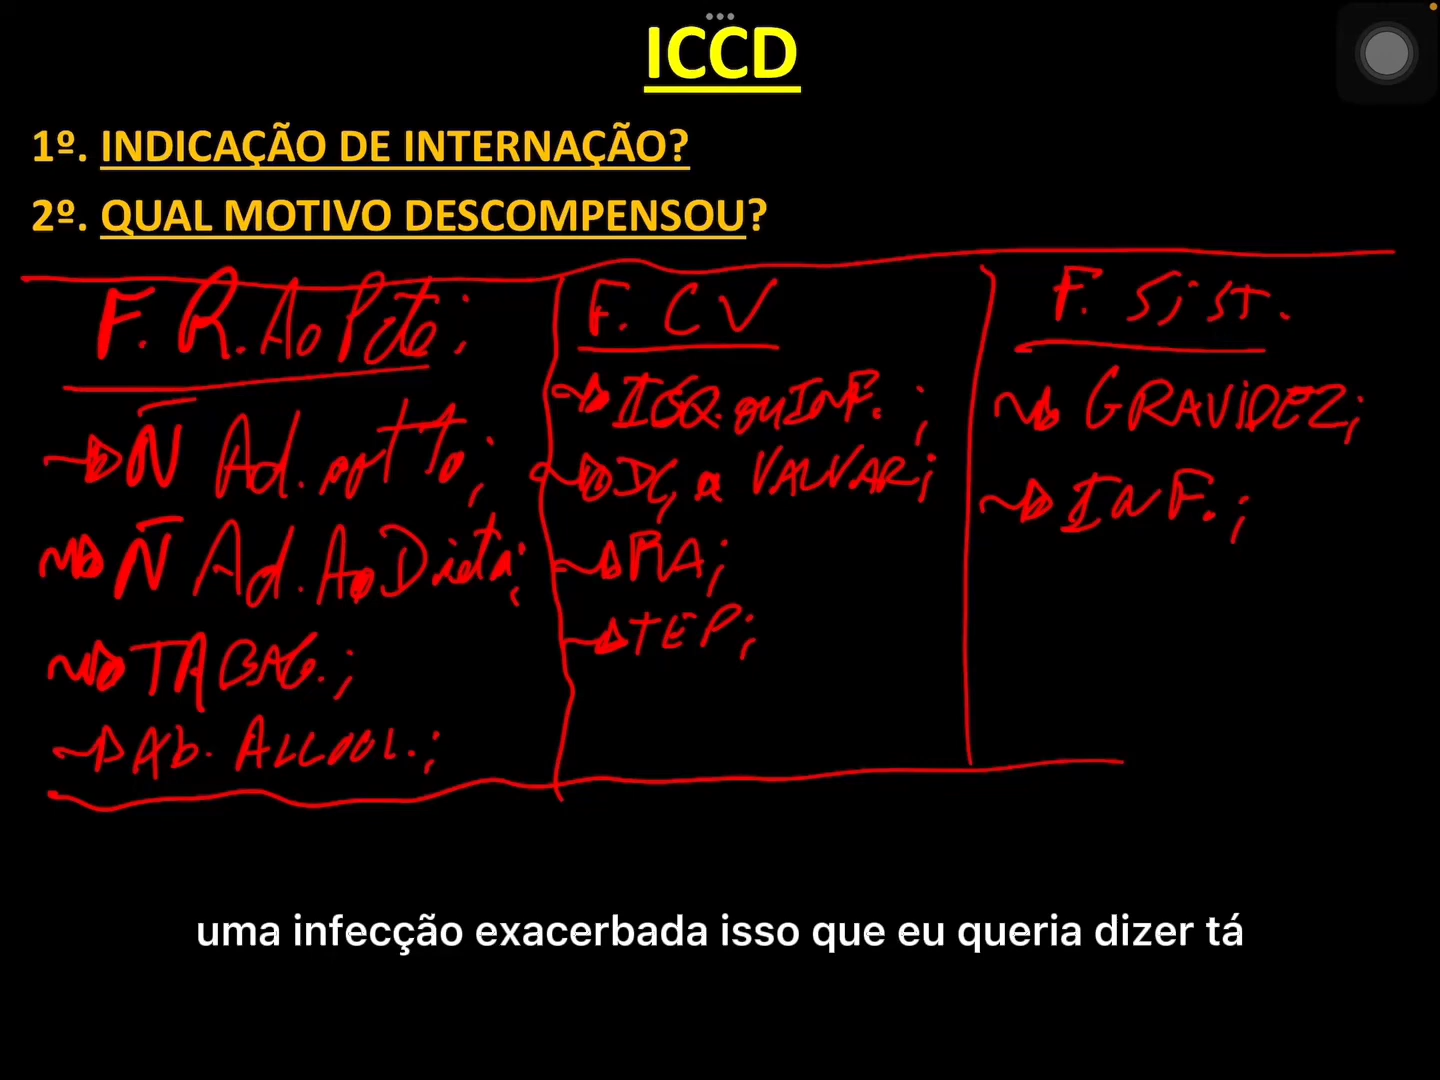 ICCD
1º. INDICAÇÃO DE INTERNAÇÃO?
2º. QUAL MOTIVO DESCOMPENSOU?
F. R. Ao Pcte;
Ñ Ad. ao tto;
Ñ Ad. Ao Dieta;
TABAG.;
Ab. ALCOOL.;
F. CV
ISQ. ou INF.;
DÇ a VALVAR;
RA;
TEP;
F. SiST.
GRAViDEZ;
INF.;
uma infecção exacerbada isso que eu queria dizer tá